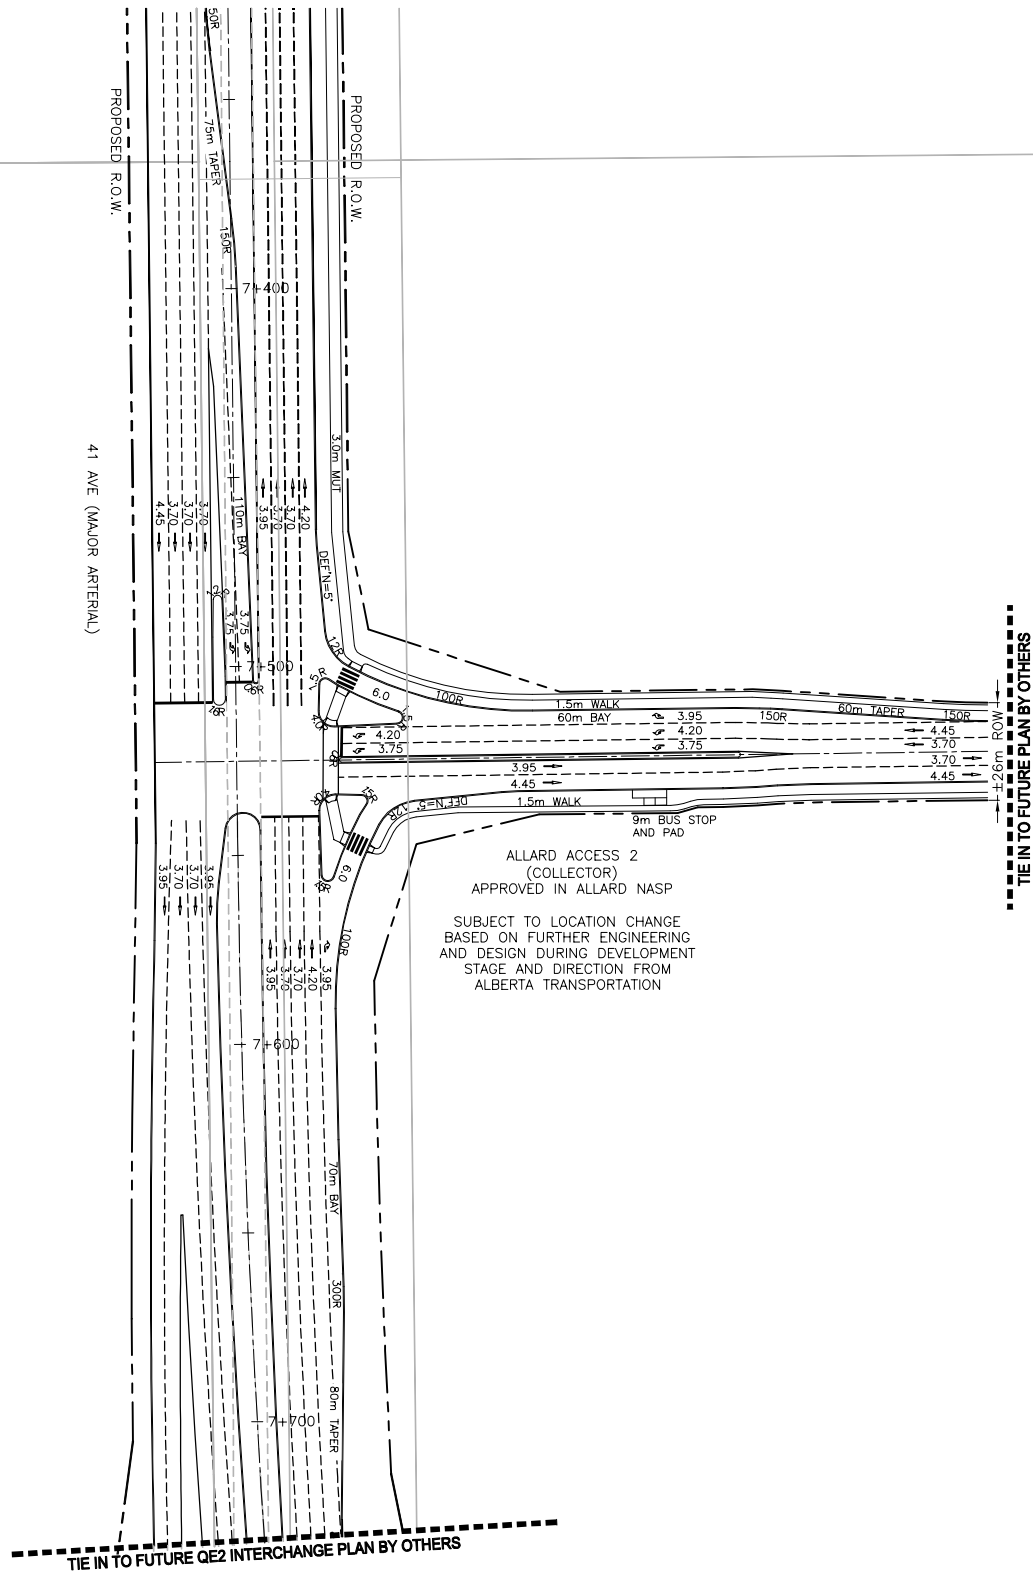 50R
PROPOSED R.O.W.
PROPOSED R.O.W.
75m TAPER
150R
7+400
3.0m MUT
41 AVE (MAJOR ARTERIAL)
110m BAY
4.45
3.70
3.70
3.70
3.95
3.70
3.70
4.20
DEF'N=5°
3.75
3.75
12R
7+500
6.0
100R
1.5m WALK
60m BAY
3.95
150R
60m TAPER
150R
4.20
3.75
4.20
3.75
4.45
3.70
3.70
4.45
3.95
4.45
±26m ROW
TIE IN TO FUTURE PLAN BY OTHERS
15R
12R
DEF'N=5°
1.5m WALK
9m BUS STOP
AND PAD
6.0
ALLARD ACCESS 2
(COLLECTOR)
APPROVED IN ALLARD NASP
SUBJECT TO LOCATION CHANGE
BASED ON FURTHER ENGINEERING
AND DESIGN DURING DEVELOPMENT
STAGE AND DIRECTION FROM
ALBERTA TRANSPORTATION
3.95
3.70
3.70
3.95
100R
3.95
3.70
3.70
4.20
3.95
7+600
70m BAY
300R
80m TAPER
7+700
TIE IN TO FUTURE QE2 INTERCHANGE PLAN BY OTHERS